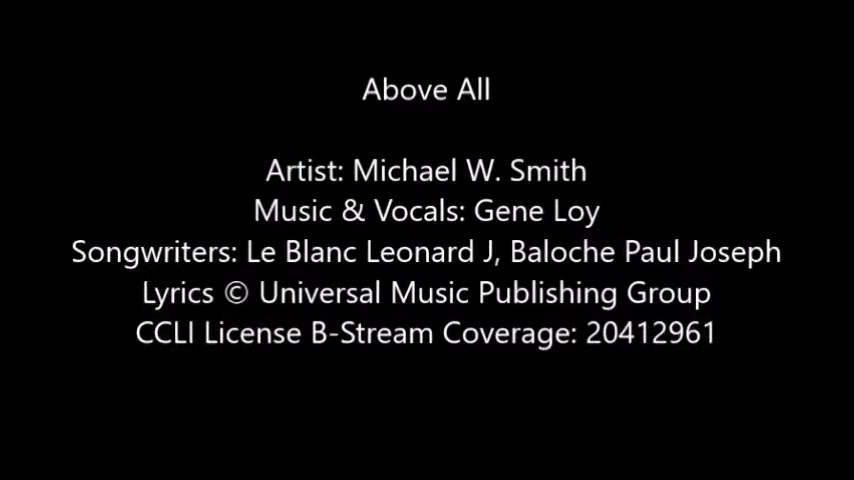 Above All
Artist: Michael W. Smith
Music & Vocals: Gene Loy
Songwriters: Le Blanc Leonard J, Baloche Paul Joseph
Lyrics © Universal Music Publishing Group
CCLI License B-Stream Coverage: 20412961